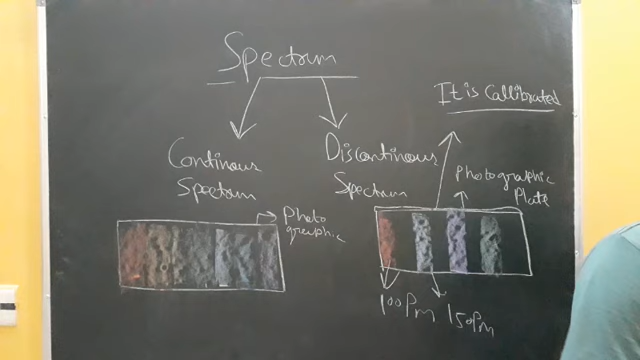 Spectrum
It is Callibrated
Continous
Spectrum
Discontinous
Spectrum
Photo
graphic
Photographic
Plate
100Pm
150Pm